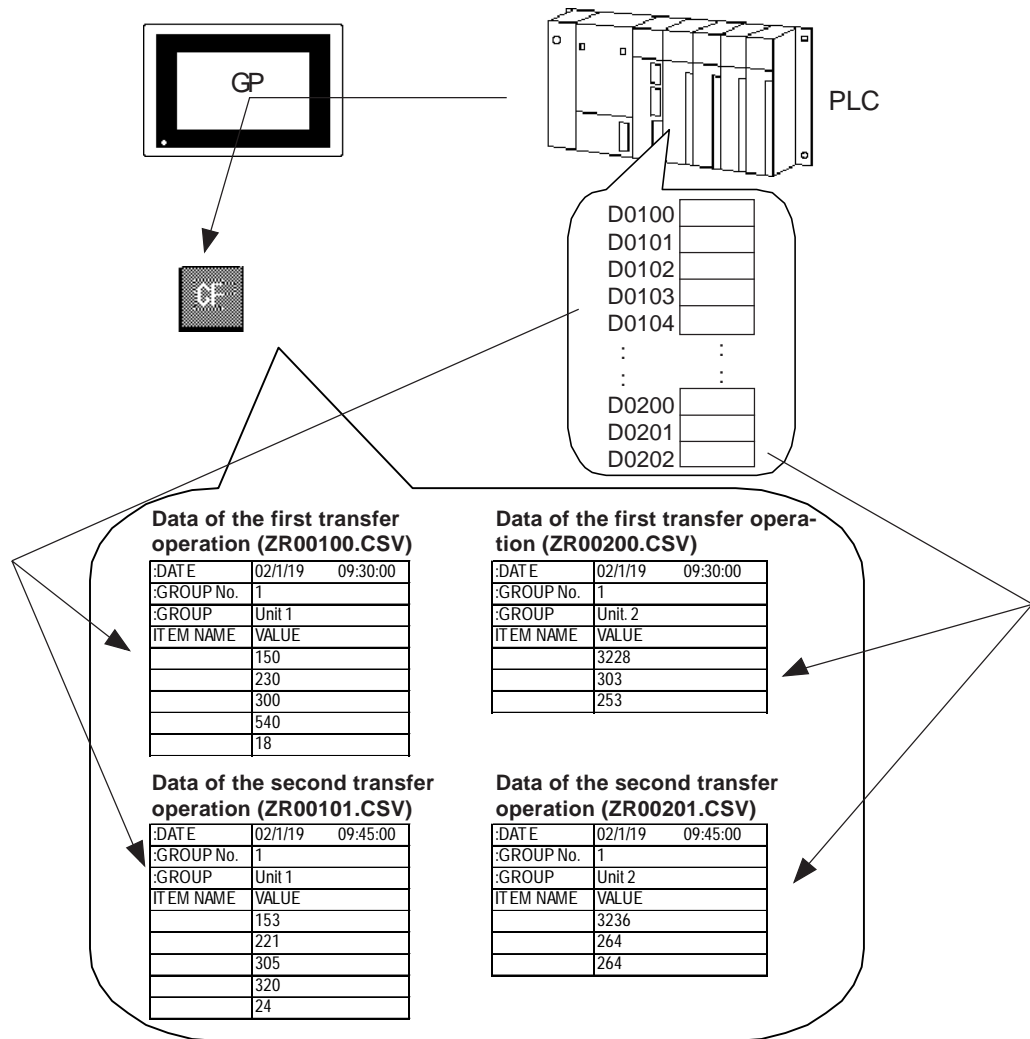 GP
PLC
CF
D0100
D0101
D0102
D0103
D0104
: :
: :
D0200
D0201
D0202
Data of the first transfer
operation (ZR00100.CSV)
:DATE 02/1/19 09:30:00
:GROUP No. 1
:GROUP Unit 1
ITEM NAME VALUE
150
230
300
540
18
Data of the first transfer opera-
tion (ZR00200.CSV)
:DATE 02/1/19 09:30:00
:GROUP No. 1
:GROUP Unit. 2
ITEM NAME VALUE
3228
303
253
Data of the second transfer
operation (ZR00101.CSV)
:DATE 02/1/19 09:45:00
:GROUP No. 1
:GROUP Unit 1
ITEM NAME VALUE
153
221
305
320
24
Data of the second transfer
operation (ZR00201.CSV)
:DATE 02/1/19 09:45:00
:GROUP No. 1
:GROUP Unit 2
ITEM NAME VALUE
3236
264
264